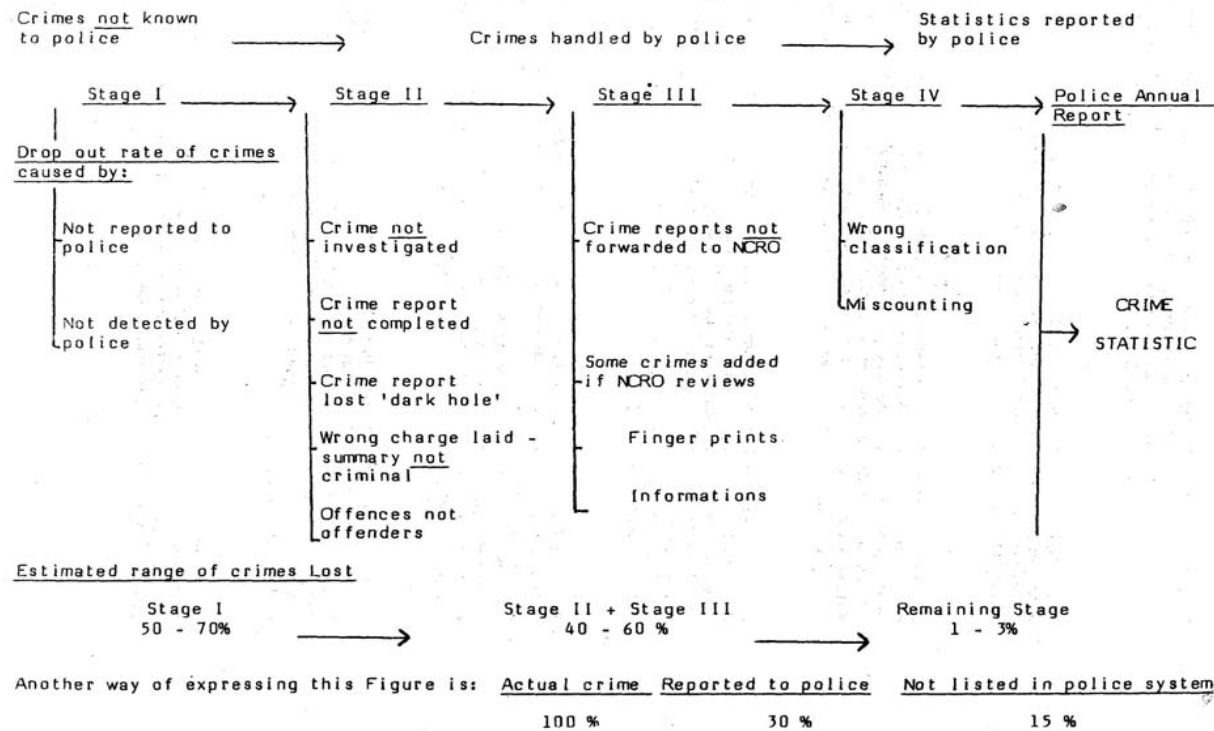 Crimes not known
to police
Crimes handled by police
Statistics reported
by police
Stage I
Stage II
Stage III
Stage IV
Police Annual
Report
Drop out rate of crimes
caused by:
Not reported to
police
Not detected by
police
Crime not
investigated
Crime report
not completed
Crime report
lost 'dark hole'
Wrong charge laid -
summary not
criminal
Offences not
offenders
Crime reports not
forwarded to NCRO
Some crimes added
if NCRO reviews
Finger prints
Informations
Wrong
classification
Miscounting
CRIME
STATISTIC
Estimated range of crimes Lost
Stage I
50 - 70%
Stage II + Stage III
40 - 60 %
Remaining Stage
1 - 3%
Another way of expressing this Figure is: Actual crime Reported to police Not listed in police system
100 % 30 % 15 %